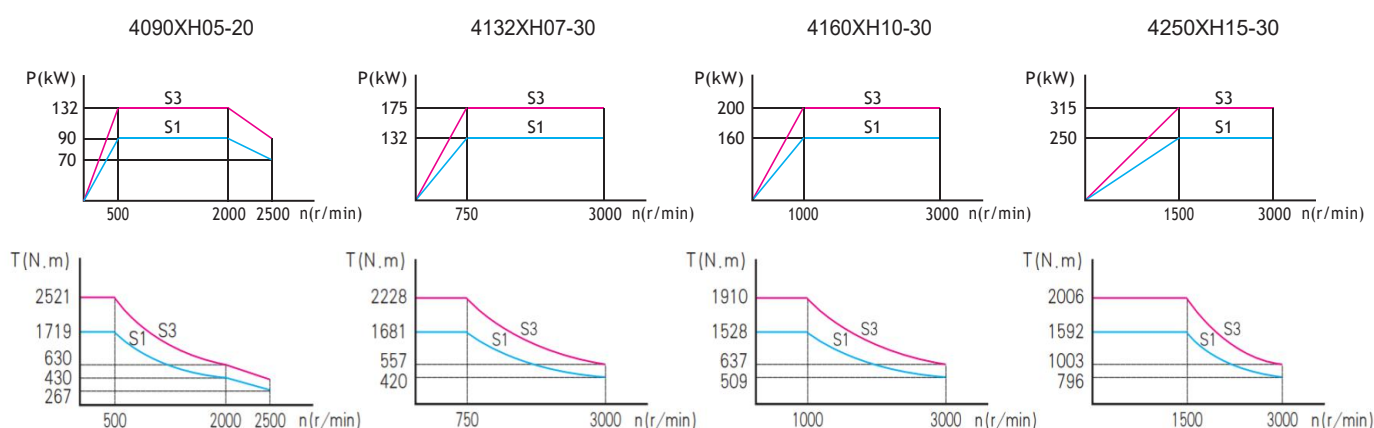 4090XH05-20
4132XH07-30
4160XH10-30
4250XH15-30
P(kW)
132
90
70
S3
S1
500
2000
2500
n(r/min)
P(kW)
175
132
S3
S1
750
3000
n(r/min)
P(kW)
200
160
S3
S1
1000
3000
n(r/min)
P(kW)
315
250
S3
S1
1500
3000
n(r/min)
T(N.m)
2521
1719
630
430
267
S1
S3
500
2000
2500
n(r/min)
T(N.m)
2228
1681
557
420
S1
S3
750
3000
n(r/min)
T(N.m)
1910
1528
637
509
S1
S3
1000
3000
n(r/min)
T(N.m)
2006
1592
1003
796
S1
S3
1500
3000
n(r/min)